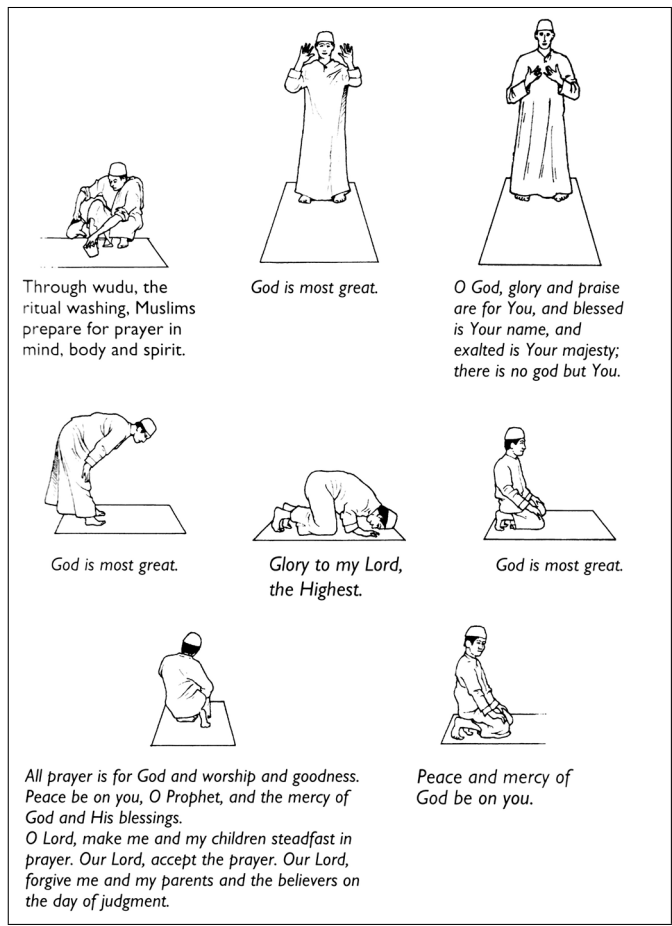 Through wudu, the
ritual washing, Muslims
prepare for prayer in
mind, body and spirit.
God is most great.
O God, glory and praise
are for You, and blessed
is Your name, and
exalted is Your majesty;
there is no god but You.
God is most great.
Glory to my Lord,
the Highest.
God is most great.
All prayer is for God and worship and goodness.
Peace be on you, O Prophet, and the mercy of
God and His blessings.
O Lord, make me and my children steadfast in
prayer. Our Lord, accept the prayer. Our Lord,
forgive me and my parents and the believers on
the day of judgment.
Peace and mercy of
God be on you.